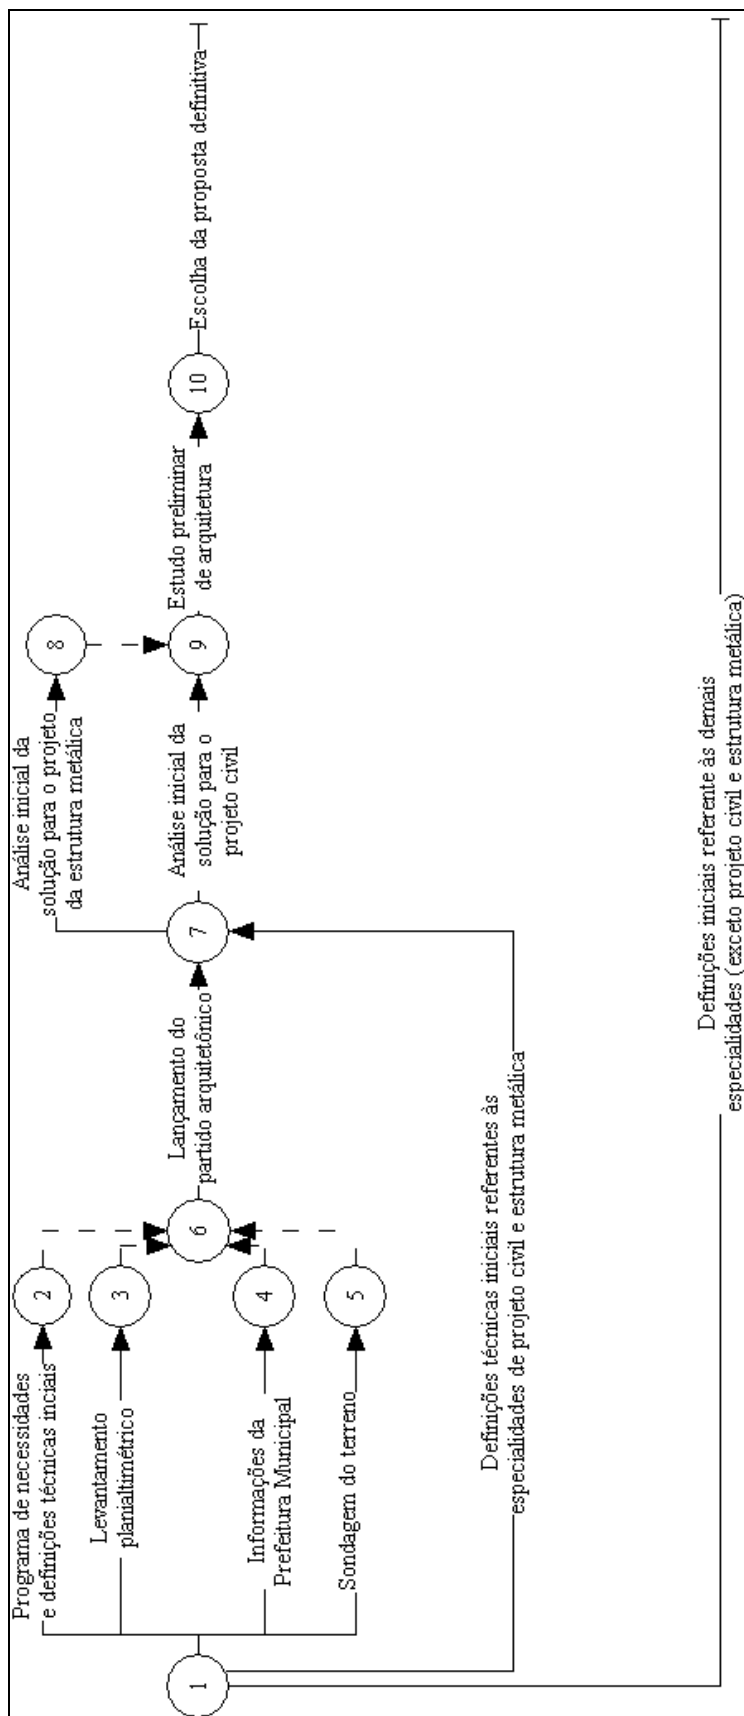 1
Programa de necessidades
e definições técnicas inciais
2
Levantamento
planialtimétrico
3
Informações da
Prefeitura Municipal
4
Sondagem do terreno
5
6
Lançamento do
partido arquitetônico
7
Definições técnicas iniciais referentes às
especialidades de projeto civil e estrutura metálica
Análise inicial da
solução para o projeto
da estrutura metálica
8
Análise inicial da
solução para o
projeto civil
9
Estudo preliminar
de arquitetura
10
Escolha da proposta definitiva
Definições iniciais referente às demais
especialidades (exceto projeto civil e estrutura metálica)